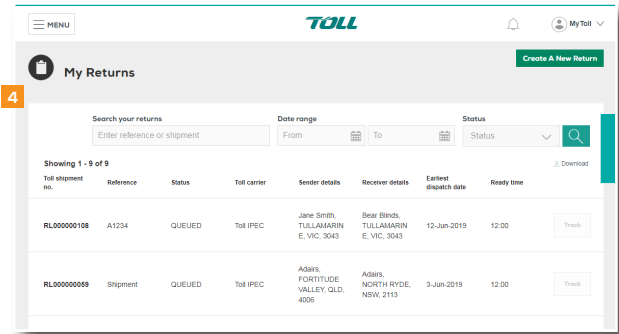 MENU
TOLL
MyToll
Create A New Return
My Returns
4
Search your returns
Date range
Status
Enter reference or shipment
From
To
Status
Showing 1 - 9 of 9
Download
Toll shipment no.
Reference
Status
Toll carrier
Sender details
Receiver details
Earliest dispatch date
Ready time
RL000000108
A1234
QUEUED
Toll IPEC
Jane Smith,
TULLAMARIN
E, VIC, 3043
Bear Blinds,
TULLAMARIN
E, VIC, 3043
12-Jun-2019
12:00
Track
RL000000059
Shipment
QUEUED
Toll IPEC
Adairs,
FORTITUDE
VALLEY, QLD,
4006
Adairs,
NORTH RYDE,
NSW, 2113
3-Jun-2019
12:00
Track